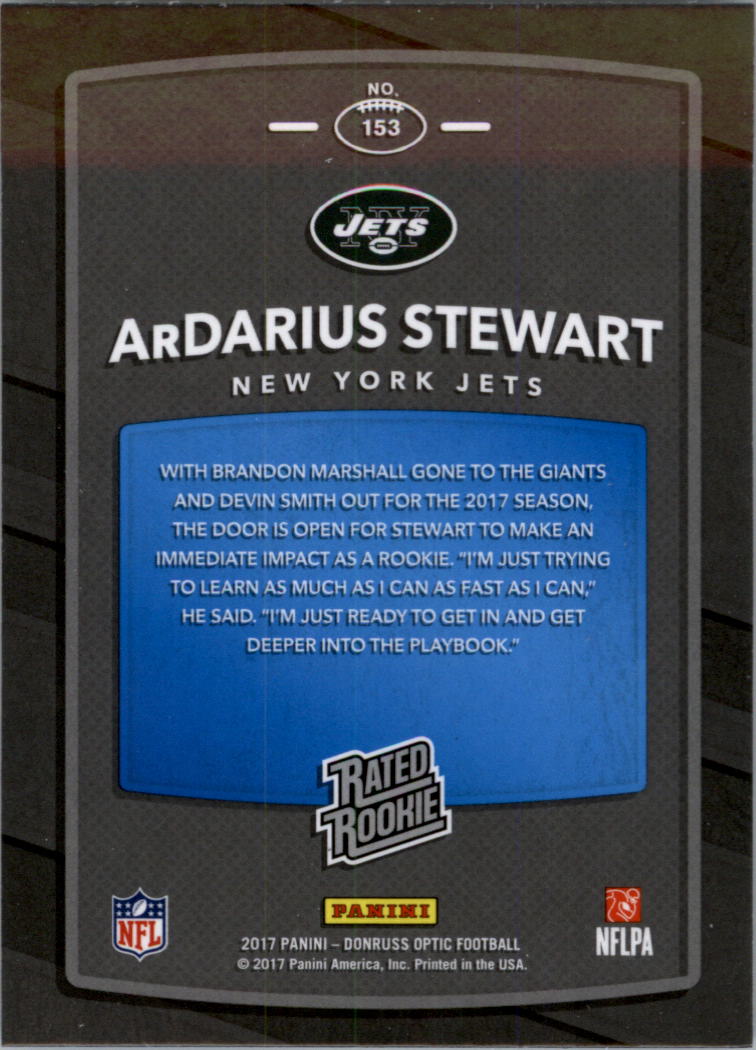 NO.
153
NY
JETS
ArDARIUS STEWART
NEW YORK JETS
WITH BRANDON MARSHALL GONE TO THE GIANTS
AND DEVIN SMITH OUT FOR THE 2017 SEASON,
THE DOOR IS OPEN FOR STEWART TO MAKE AN
IMMEDIATE IMPACT AS A ROOKIE. “I’M JUST TRYING
TO LEARN AS MUCH AS I CAN AS FAST AS I CAN,”
HE SAID. “I’M JUST READY TO GET IN AND GET
DEEPER INTO THE PLAYBOOK.”
RATED
ROOKIE
NFL
PANINI
NFLPA
2017 PANINI – DONRUSS OPTIC FOOTBALL
© 2017 Panini America, Inc. Printed in the USA.